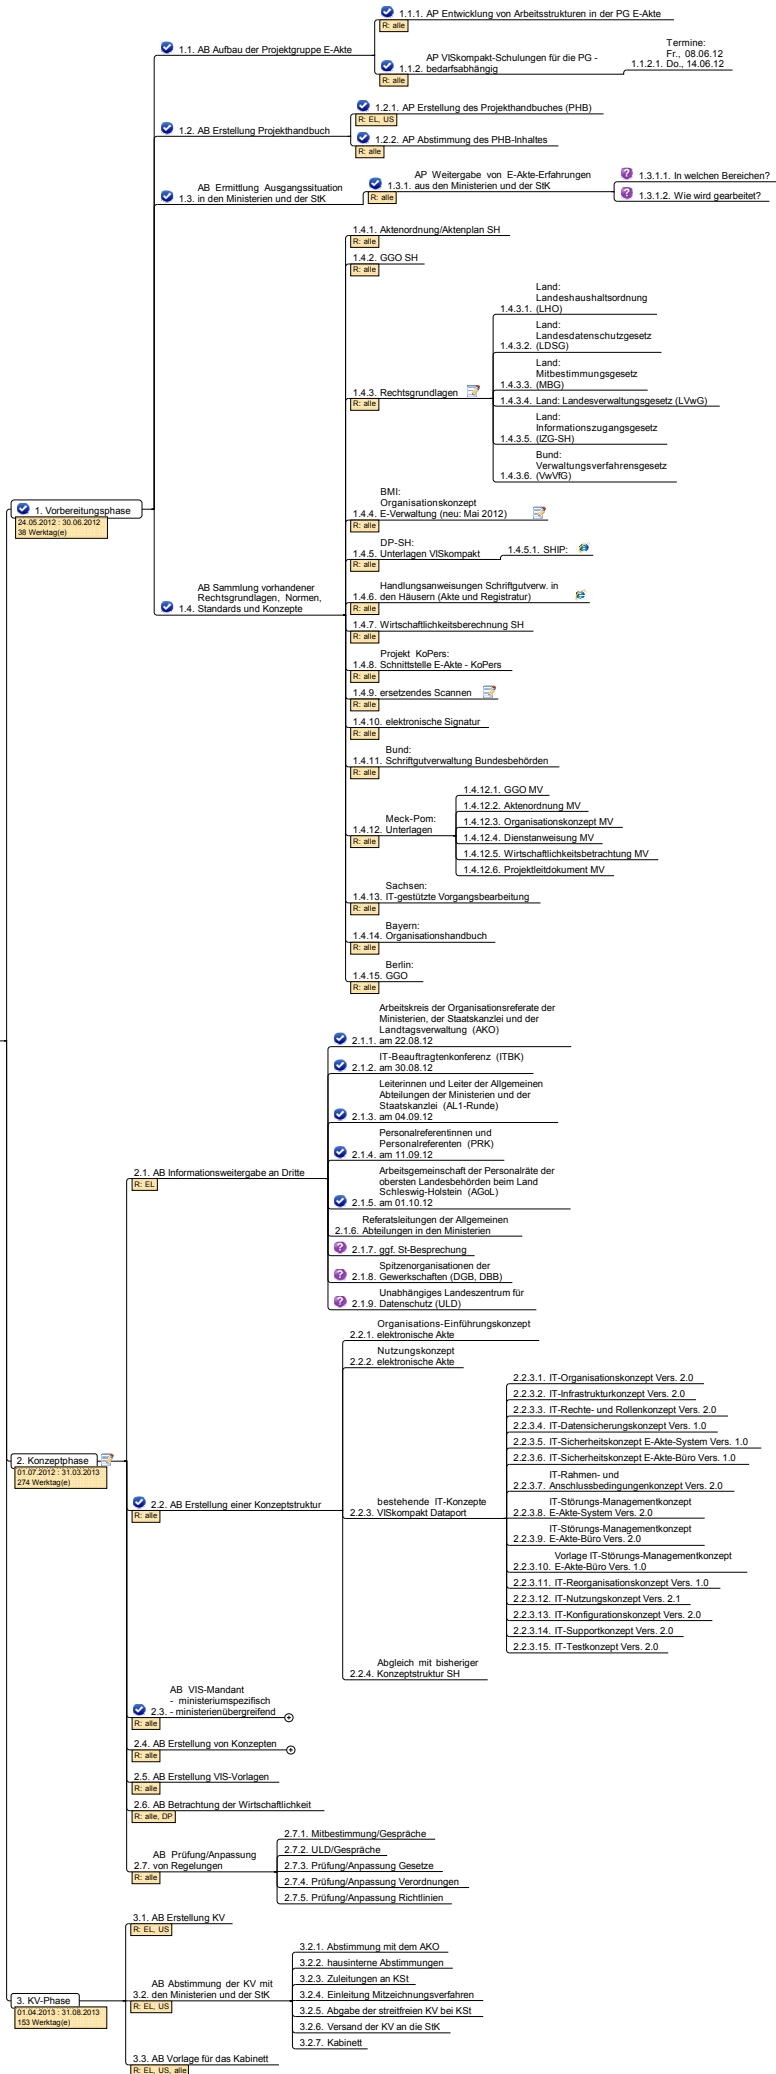 1. Vorbereitungsphase
24.05.2012 : 30.06.2012
38 Werktag(e)
1.1. AB Aufbau der Projektgruppe E-Akte
1.1.1. AP Entwicklung von Arbeitsstrukturen in der PG E-Akte
R: alle
AP VISkompakt-Schulungen für die PG -
1.1.2. bedarfsabhängig
R: alle
Termine:
Fr., 08.06.12
1.1.2.1. Do., 14.06.12
1.2. AB Erstellung Projekthandbuch
1.2.1. AP Erstellung des Projekthandbuches (PHB)
R: EL, US
1.2.2. AP Abstimmung des PHB-Inhaltes
R: alle
AB Ermittlung Ausgangssituation
1.3. in den Ministerien und der StK
AP Weitergabe von E-Akte-Erfahrungen
1.3.1. aus den Ministerien und der StK
R: alle
1.3.1.1. In welchen Bereichen?
1.3.1.2. Wie wird gearbeitet?
AB Sammlung vorhandener
Rechtsgrundlagen, Normen,
1.4. Standards und Konzepte
1.4.1. Aktenordnung/Aktenplan SH
R: alle
1.4.2. GGO SH
R: alle
1.4.3. Rechtsgrundlagen
R: alle
Land:
Landeshaushaltsordnung
1.4.3.1. (LHO)
Land:
Landesdatenschutzgesetz
1.4.3.2. (LDSG)
Land:
Mitbestimmungsgesetz
1.4.3.3. (MBG)
1.4.3.4. Land: Landesverwaltungsgesetz (LVwG)
Land:
Informationszugangsgesetz
1.4.3.5. (IZG-SH)
Bund:
Verwaltungsverfahrensgesetz
1.4.3.6. (VwVfG)
BMI:
Organisationskonzept
1.4.4. E-Verwaltung (neu: Mai 2012)
R: alle
DP-SH:
1.4.5. Unterlagen VISkompakt
R: alle
1.4.5.1. SHIP:
Handlungsanweisungen Schriftgutverw. in
1.4.6. den Häusern (Akte und Registratur)
R: alle
1.4.7. Wirtschaftlichkeitsberechnung SH
R: alle
Projekt KoPers:
1.4.8. Schnittstelle E-Akte - KoPers
R: alle
1.4.9. ersetzendes Scannen
R: alle
1.4.10. elektronische Signatur
R: alle
Bund:
1.4.11. Schriftgutverwaltung Bundesbehörden
R: alle
Meck-Pom:
1.4.12. Unterlagen
R: alle
1.4.12.1. GGO MV
1.4.12.2. Aktenordnung MV
1.4.12.3. Organisationskonzept MV
1.4.12.4. Dienstanweisung MV
1.4.12.5. Wirtschaftlichkeitsbetrachtung MV
1.4.12.6. Projektleitdokument MV
Sachsen:
1.4.13. IT-gestützte Vorgangsbearbeitung
R: alle
Bayern:
1.4.14. Organisationshandbuch
R: alle
Berlin:
1.4.15. GGO
R: alle
2. Konzeptphase
01.07.2012 : 31.03.2013
274 Werktag(e)
2.1. AB Informationsweitergabe an Dritte
R: EL
Arbeitskreis der Organisationsreferate der
Ministerien, der Staatskanzlei und der
Landtagsverwaltung (AKO)
2.1.1. am 22.08.12
IT-Beauftragtenkonferenz (ITBK)
2.1.2. am 30.08.12
Leiterinnen und Leiter der Allgemeinen
Abteilungen der Ministerien und der
Staatskanzlei (AL1-Runde)
2.1.3. am 04.09.12
Personalreferentinnen und
Personalreferenten (PRK)
2.1.4. am 11.09.12
Arbeitsgemeinschaft der Personalräte der
obersten Landesbehörden beim Land
Schleswig-Holstein (AGoL)
2.1.5. am 01.10.12
Referatsleitungen der Allgemeinen
2.1.6. Abteilungen in den Ministerien
2.1.7. ggf. St-Besprechung
Spitzenorganisationen der
2.1.8. Gewerkschaften (DGB, DBB)
Unabhängiges Landeszentrum für
2.1.9. Datenschutz (ULD)
2.2. AB Erstellung einer Konzeptstruktur
R: alle
Organisations-Einführungskonzept
2.2.1. elektronische Akte
Nutzungskonzept
2.2.2. elektronische Akte
bestehende IT-Konzepte
2.2.3. VISkompakt Dataport
2.2.3.1. IT-Organisationskonzept Vers. 2.0
2.2.3.2. IT-Infrastrukturkonzept Vers. 2.0
2.2.3.3. IT-Rechte- und Rollenkonzept Vers. 2.0
2.2.3.4. IT-Datensicherungskonzept Vers. 1.0
2.2.3.5. IT-Sicherheitskonzept E-Akte-System Vers. 1.0
2.2.3.6. IT-Sicherheitskonzept E-Akte-Büro Vers. 1.0
IT-Rahmen- und
2.2.3.7. Anschlussbedingungenkonzept Vers. 2.0
IT-Störungs-Managementkonzept
2.2.3.8. E-Akte-System Vers. 2.0
IT-Störungs-Managementkonzept
2.2.3.9. E-Akte-Büro Vers. 2.0
Vorlage IT-Störungs-Managementkonzept
2.2.3.10. E-Akte-Büro Vers. 1.0
2.2.3.11. IT-Reorganisationskonzept Vers. 1.0
2.2.3.12. IT-Nutzungskonzept Vers. 2.1
2.2.3.13. IT-Konfigurationskonzept Vers. 2.0
2.2.3.14. IT-Supportkonzept Vers. 2.0
2.2.3.15. IT-Testkonzept Vers. 2.0
Abgleich mit bisheriger
2.2.4. Konzeptstruktur SH
AB VIS-Mandant
- ministeriumspezifisch
2.3. - ministerienübergreifend
R: alle
2.4. AB Erstellung von Konzepten
R: alle
2.5. AB Erstellung VIS-Vorlagen
R: alle
2.6. AB Betrachtung der Wirtschaftlichkeit
R: alle, DP
AB Prüfung/Anpassung
2.7. von Regelungen
R: alle
2.7.1. Mitbestimmung/Gespräche
2.7.2. ULD/Gespräche
2.7.3. Prüfung/Anpassung Gesetze
2.7.4. Prüfung/Anpassung Verordnungen
2.7.5. Prüfung/Anpassung Richtlinien
3. KV-Phase
01.04.2013 : 31.08.2013
153 Werktag(e)
3.1. AB Erstellung KV
R: EL, US
AB Abstimmung der KV mit
3.2. den Ministerien und der StK
R: EL, US
3.2.1. Abstimmung mit dem AKO
3.2.2. hausinterne Abstimmungen
3.2.3. Zuleitungen an KSt
3.2.4. Einleitung Mitzeichnungsverfahren
3.2.5. Abgabe der streitfreien KV bei KSt
3.2.6. Versand der KV an die StK
3.2.7. Kabinett
3.3. AB Vorlage für das Kabinett
R: EL, US, alle